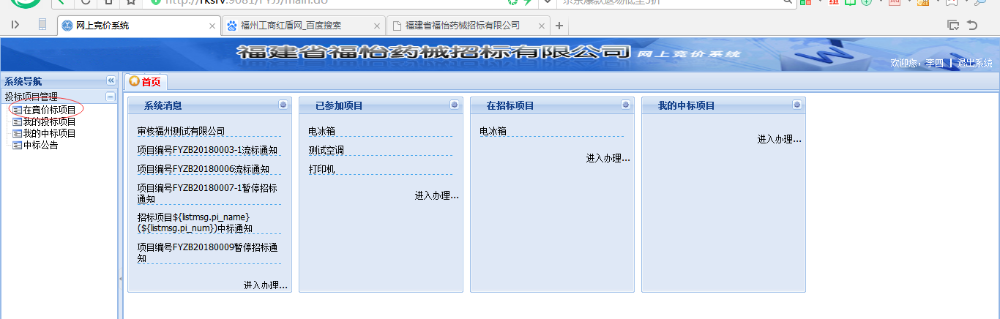 网上竞价系统
福州工商红盾网_百度搜索
福建省福怡药械招标有限公司
福建省福怡药械招标有限公司 网上竞价系统
欢迎您，李四 | 退出系统
系统导航
首页
投标项目管理
在竟价标项目
我的投标项目
我的中标项目
中标公告
系统消息
审核福州测试有限公司
项目编号FYZB20180003-1流标通知
项目编号FYZB20180006流标通知
项目编号FYZB20180007-1暂停招标
通知
招标项目${listmsg.pi_name}
(${listmsg.pi_num})中标通知
项目编号FYZB20180009暂停招标通
知
进入办理...
已参加项目
电冰箱
测试空调
打印机
进入办理...
在招标项目
电冰箱
进入办理...
我的中标项目
进入办理...